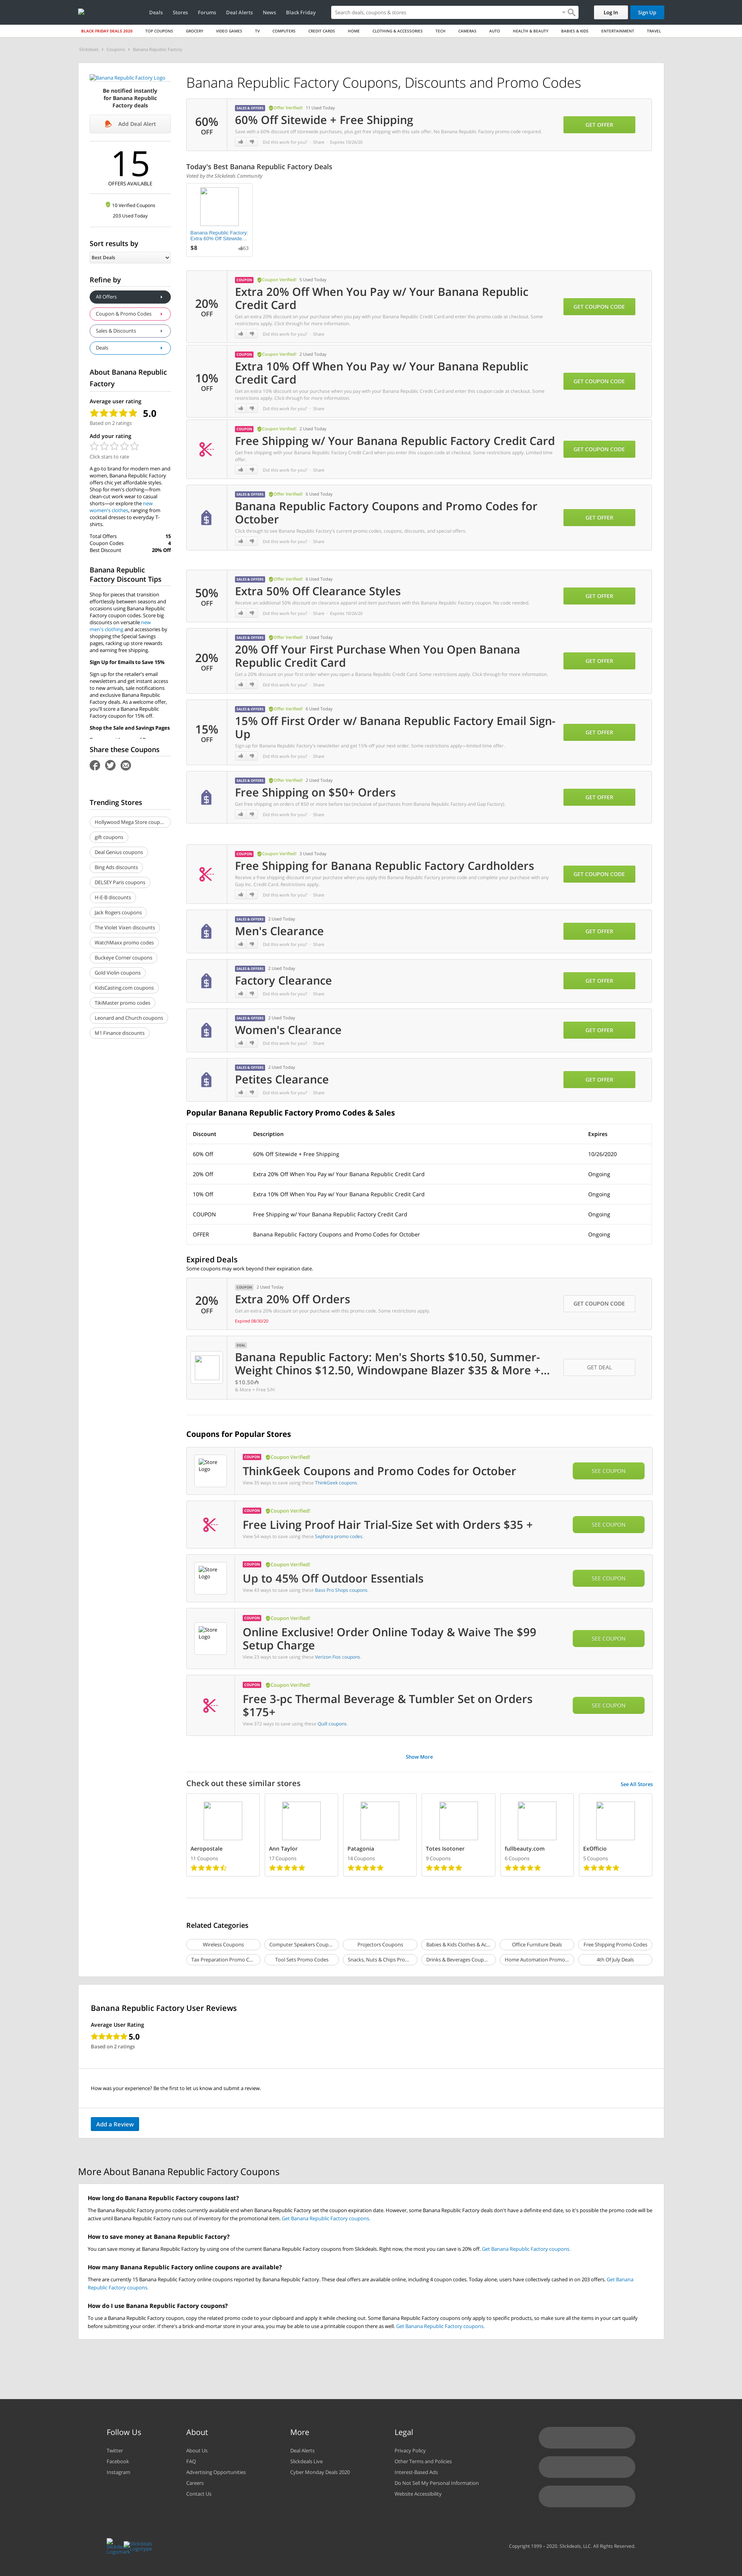 Deals
Stores
Forums
Deal Alerts
News
Black Friday
Search deals, coupons & stores
Log In
Sign Up
BLACK FRIDAY DEALS 2020
TOP COUPONS
GROCERY
VIDEO GAMES
TV
COMPUTERS
CREDIT CARDS
HOME
CLOTHING & ACCESSORIES
TECH
CAMERAS
AUTO
HEALTH & BEAUTY
BABIES & KIDS
ENTERTAINMENT
TRAVEL
Slickdeals
Coupons
Banana Republic Factory
Banana Republic Factory Logo
Be notified instantly
for Banana Republic
Factory deals
Add Deal Alert
15
OFFERS AVAILABLE
10 Verified Coupons
203 Used Today
Sort results by
Best Deals
Refine by
All Offers
Coupon & Promo Codes
Sales & Discounts
Deals
About Banana Republic
Factory
Average user rating
5.0
Based on 2 ratings
Add your rating
Click stars to rate
A go-to brand for modern men and
women, Banana Republic Factory
offers chic yet affordable styles.
Shop for men's clothing—from
clean-cut work wear to casual
shorts—or explore the new
women's clothes, ranging from
cocktail dresses to everyday T-
shirts.
Total Offers 15
Coupon Codes 4
Best Discount 20% Off
Banana Republic
Factory Discount Tips
Shop for pieces that transition
effortlessly between seasons and
occasions using Banana Republic
Factory coupon codes. Score big
discounts on versatile new
men's clothing and accessories by
shopping the Special Savings
pages, racking up store rewards
and earning free shipping.
Sign Up for Emails to Save 15%
Sign up for the retailer's email
newsletters and get instant access
to new arrivals, sale notifications
and exclusive Banana Republic
Factory deals. As a welcome offer,
you'll score a Banana Republic
Factory coupon for 15% off.
Shop the Sale and Savings Pages
Share these Coupons
Trending Stores
Hollywood Mega Store coup...
gift coupons
Deal Genius coupons
Bing Ads discounts
DELSEY Paris coupons
H-E-B discounts
Jack Rogers coupons
The Violet Vixen discounts
WatchMaxx promo codes
Buckeye Corner coupons
Gold Violin coupons
KidsCasting.com coupons
TikiMaster promo codes
Leonard and Church coupons
M1 Finance discounts
Banana Republic Factory Coupons, Discounts and Promo Codes
60%
OFF
SALES & OFFERS Offer Verified! 11 Used Today
60% Off Sitewide + Free Shipping
Save with a 60% discount off storewide purchases, plus get free shipping with this sale offer. No Banana Republic Factory promo code required.
Did this work for you? · Share · Expires 10/26/20
GET OFFER
Today's Best Banana Republic Factory Deals
Voted by the Slickdeals Community
Banana Republic Factory:
Extra 60% Off Sitewide...
$8
63
20%
OFF
COUPON Coupon Verified! 5 Used Today
Extra 20% Off When You Pay w/ Your Banana Republic
Credit Card
Get an extra 20% discount on your purchase when you pay with your Banana Republic Credit Card and enter this promo code at checkout. Some
restrictions apply. Click through for more information.
Did this work for you? · Share
GET COUPON CODE
10%
OFF
COUPON Coupon Verified! 2 Used Today
Extra 10% Off When You Pay w/ Your Banana Republic
Credit Card
Get an extra 10% discount on your purchase when you pay with your Banana Republic Credit Card and enter this coupon code at checkout. Some
restrictions apply. Click through for more information.
Did this work for you? · Share
GET COUPON CODE
COUPON Coupon Verified! 2 Used Today
Free Shipping w/ Your Banana Republic Factory Credit Card
Get free shipping with your Banana Republic Factory Credit Card when you enter this coupon code at checkout. Some restrictions apply. Limited time
offer.
Did this work for you? · Share
GET COUPON CODE
SALES & OFFERS Offer Verified! 6 Used Today
Banana Republic Factory Coupons and Promo Codes for
October
Click through to see Banana Republic Factory's current promo codes, coupons, discounts, and special offers.
Did this work for you? · Share
GET OFFER
50%
OFF
SALES & OFFERS Offer Verified! 6 Used Today
Extra 50% Off Clearance Styles
Receive an additional 50% discount on clearance apparel and item purchases with this Banana Republic Factory coupon. No code needed.
Did this work for you? · Share · Expires 10/26/20
GET OFFER
20%
OFF
SALES & OFFERS Offer Verified! 3 Used Today
20% Off Your First Purchase When You Open Banana
Republic Credit Card
Get a 20% discount on your first order when you open a Banana Republic Credit Card. Some restrictions apply. Click through for more information.
Did this work for you? · Share
GET OFFER
15%
OFF
SALES & OFFERS Offer Verified! 6 Used Today
15% Off First Order w/ Banana Republic Factory Email Sign-
Up
Sign-up for Banana Republic Factory's newsletter and get 15% off your next order. Some restrictions apply—limited time offer.
Did this work for you? · Share
GET OFFER
SALES & OFFERS Offer Verified! 2 Used Today
Free Shipping on $50+ Orders
Get free shipping on orders of $50 or more before tax (inclusive of purchases from Banana Republic Factory and Gap Factory).
Did this work for you? · Share
GET OFFER
COUPON Coupon Verified! 3 Used Today
Free Shipping for Banana Republic Factory Cardholders
Receive a free shipping discount on your purchase when you apply this Banana Republic Factory promo code and complete your purchase with any
Gap Inc. Credit Card. Restrictions apply.
Did this work for you? · Share
GET COUPON CODE
SALES & OFFERS 2 Used Today
Men's Clearance
Did this work for you? · Share
GET OFFER
SALES & OFFERS 2 Used Today
Factory Clearance
Did this work for you? · Share
GET OFFER
SALES & OFFERS 2 Used Today
Women's Clearance
Did this work for you? · Share
GET OFFER
SALES & OFFERS 2 Used Today
Petites Clearance
Did this work for you? · Share
GET OFFER
Popular Banana Republic Factory Promo Codes & Sales
Discount Description Expires
60% Off 60% Off Sitewide + Free Shipping 10/26/2020
20% Off Extra 20% Off When You Pay w/ Your Banana Republic Credit Card Ongoing
10% Off Extra 10% Off When You Pay w/ Your Banana Republic Credit Card Ongoing
COUPON Free Shipping w/ Your Banana Republic Factory Credit Card Ongoing
OFFER Banana Republic Factory Coupons and Promo Codes for October Ongoing
Expired Deals
Some coupons may work beyond their expiration date.
20%
OFF
COUPON 2 Used Today
Extra 20% Off Orders
Get an extra 20% discount on your purchase with this promo code. Some restrictions apply.
Expired 08/30/20
GET COUPON CODE
DEAL
Banana Republic Factory: Men's Shorts $10.50, Summer-
Weight Chinos $12.50, Windowpane Blazer $35 & More +...
$10.50
& More + Free S/H
GET DEAL
Coupons for Popular Stores
Store
Logo
COUPON Coupon Verified!
ThinkGeek Coupons and Promo Codes for October
View 35 ways to save using these ThinkGeek coupons.
SEE COUPON
COUPON Coupon Verified!
Free Living Proof Hair Trial-Size Set with Orders $35 +
View 54 ways to save using these Sephora promo codes
SEE COUPON
Store
Logo
COUPON Coupon Verified!
Up to 45% Off Outdoor Essentials
View 43 ways to save using these Bass Pro Shops coupons.
SEE COUPON
Store
Logo
COUPON Coupon Verified!
Online Exclusive! Order Online Today & Waive The $99
Setup Charge
View 23 ways to save using these Verizon Fios coupons.
SEE COUPON
COUPON Coupon Verified!
Free 3-pc Thermal Beverage & Tumbler Set on Orders
$175+
View 372 ways to save using these Quill coupons
SEE COUPON
Show More
Check out these similar stores
See All Stores
Aeropostale
11 Coupons
Ann Taylor
17 Coupons
Patagonia
14 Coupons
Totes Isotoner
9 Coupons
fullbeauty.com
6 Coupons
ExOfficio
5 Coupons
Related Categories
Wireless Coupons
Computer Speakers Coup...
Projectors Coupons
Babies & Kids Clothes & Ac...
Office Furniture Deals
Free Shipping Promo Codes
Tax Preparation Promo C...
Tool Sets Promo Codes
Snacks, Nuts & Chips Pro...
Drinks & Beverages Coup...
Home Automation Promo...
4th Of July Deals
Banana Republic Factory User Reviews
Average User Rating
5.0
Based on 2 ratings
How was your experience? Be the first to let us know and submit a review.
Add a Review
More About Banana Republic Factory Coupons
How long do Banana Republic Factory coupons last?
The Banana Republic Factory promo codes currently available end when Banana Republic Factory set the coupon expiration date. However, some Banana Republic Factory deals don't have a definite end date, so it's possible the promo code will be
active until Banana Republic Factory runs out of inventory for the promotional item. Get Banana Republic Factory coupons.
How to save money at Banana Republic Factory?
You can save money at Banana Republic Factory by using one of the current Banana Republic Factory coupons from Slickdeals. Right now, the most you can save is 20% off. Get Banana Republic Factory coupons.
How many Banana Republic Factory online coupons are available?
There are currently 15 Banana Republic Factory online coupons reported by Banana Republic Factory. These deal offers are available online, including 4 coupon codes. Today alone, users have collectively cashed in on 203 offers. Get Banana
Republic Factory coupons.
How do I use Banana Republic Factory coupons?
To use a Banana Republic Factory coupon, copy the related promo code to your clipboard and apply it while checking out. Some Banana Republic Factory coupons only apply to specific products, so make sure all the items in your cart qualify
before submitting your order. If there's a brick-and-mortar store in your area, you may be able to use a printable coupon there as well. Get Banana Republic Factory coupons.
Follow Us
Twitter
Facebook
Instagram
About
About Us
FAQ
Advertising Opportunities
Careers
Contact Us
More
Deal Alerts
Slickdeals Live
Cyber Monday Deals 2020
Legal
Privacy Policy
Other Terms and Policies
Interest-Based Ads
Do Not Sell My Personal Information
Website Accessibility
Slickdeals
Logomark
Slickdeals
Logotype
Copyright 1999 – 2020. Slickdeals, LLC. All Rights Reserved.